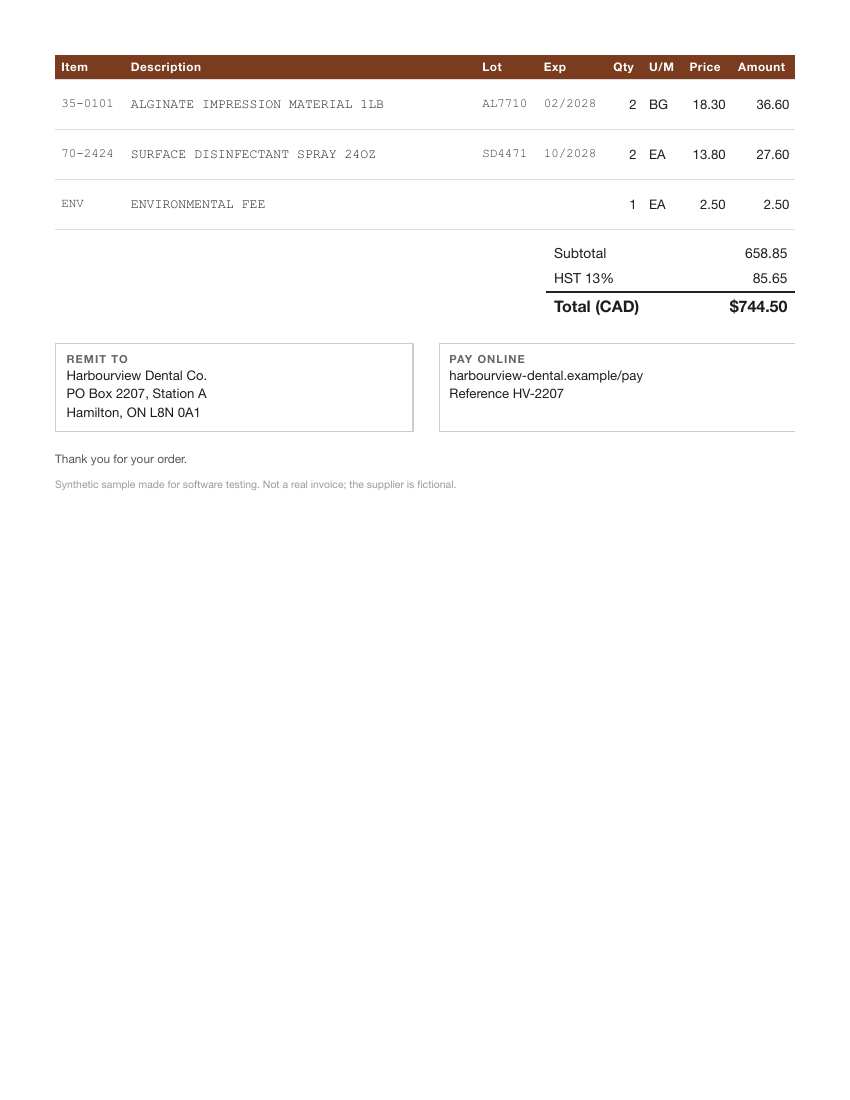 Item Description Lot Exp Qty U/M Price Amount
35-0101 ALGINATE IMPRESSION MATERIAL 1LB AL7710 02/2028 2 BG 18.30 36.60
70-2424 SURFACE DISINFECTANT SPRAY 24OZ SD4471 10/2028 2 EA 13.80 27.60
ENV ENVIRONMENTAL FEE 1 EA 2.50 2.50
Subtotal 658.85
HST 13% 85.65
Total (CAD) $744.50
REMIT TO
Harbourview Dental Co.
PO Box 2207, Station A
Hamilton, ON L8N 0A1
PAY ONLINE
harbourview-dental.example/pay
Reference HV-2207
Thank you for your order.
Synthetic sample made for software testing. Not a real invoice; the supplier is fictional.